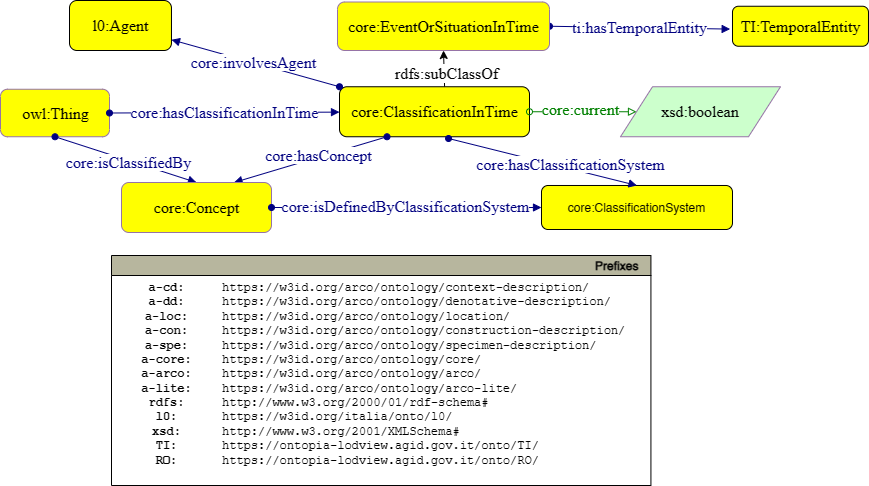 l0:Agent
core:EventOrSituationInTime
ti:hasTemporalEntity
TI:TemporalEntity
core:involvesAgent
rdfs:subClassOf
owl:Thing
core:hasClassificationInTime
core:ClassificationInTime
core:current
xsd:boolean
core:isClassifiedBy
core:hasConcept
core:hasClassificationSystem
core:Concept
core:isDefinedByClassificationSystem
core:ClassificationSystem
Prefixes
a-cd: https://w3id.org/arco/ontology/context-description/
a-dd: https://w3id.org/arco/ontology/denotative-description/
a-loc: https://w3id.org/arco/ontology/location/
a-con: https://w3id.org/arco/ontology/construction-description/
a-spe: https://w3id.org/arco/ontology/specimen-description/
a-core: https://w3id.org/arco/ontology/core/
a-arco: https://w3id.org/arco/ontology/arco/
a-lite: https://w3id.org/arco/ontology/arco-lite/
rdfs: http://www.w3.org/2000/01/rdf-schema#
l0: https://w3id.org/italia/onto/l0/
xsd: http://www.w3.org/2001/XMLSchema#
TI: https://ontopia-lodview.agid.gov.it/onto/TI/
RO: https://ontopia-lodview.agid.gov.it/onto/RO/